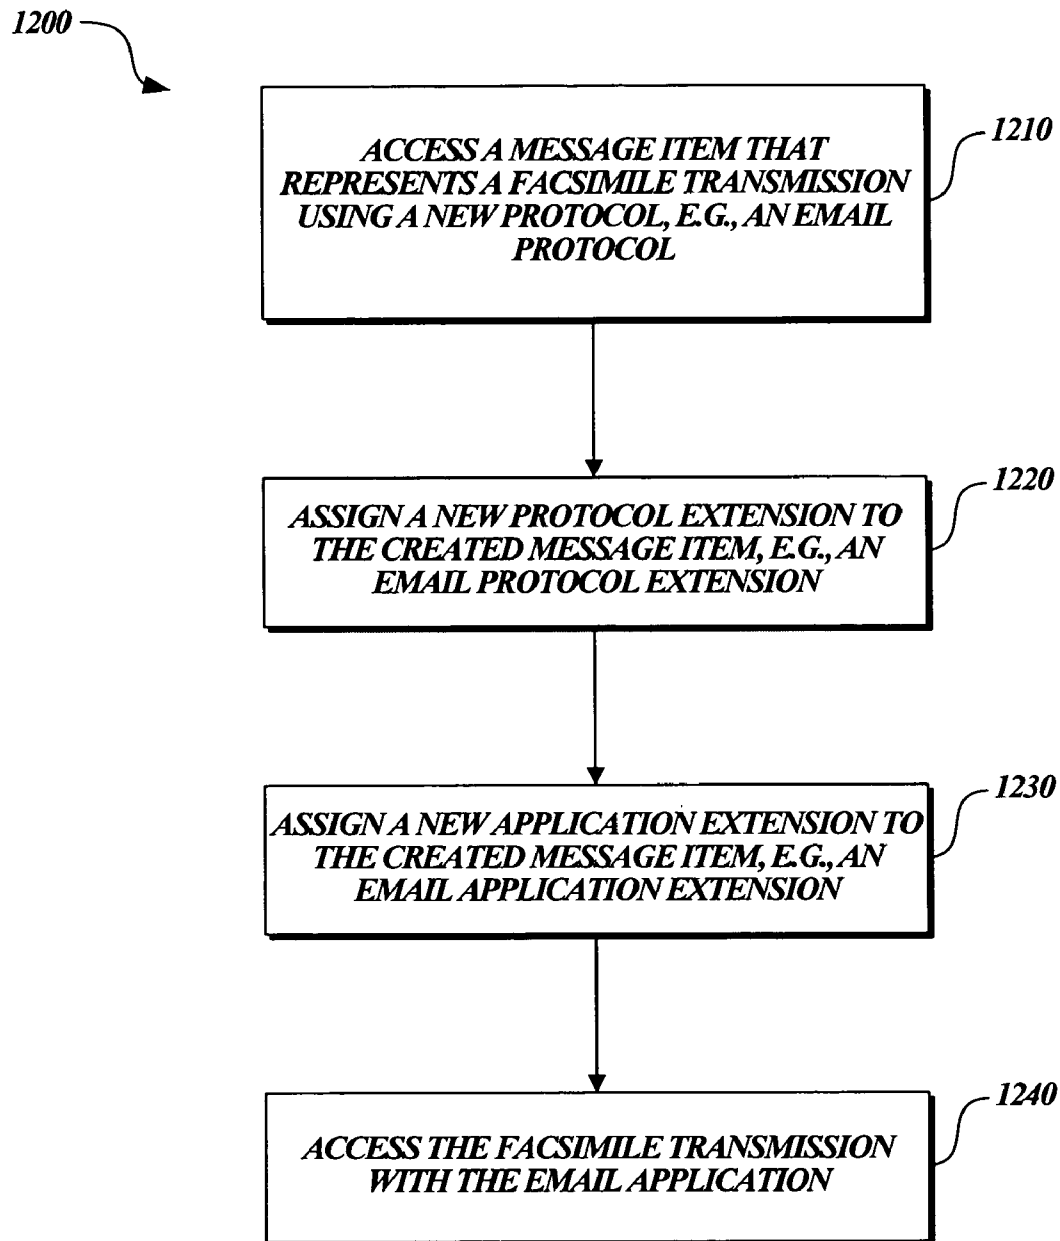 1200
ACCESS A MESSAGE ITEM THAT
REPRESENTS A FACSIMILE TRANSMISSION
USING A NEW PROTOCOL, E.G., AN EMAIL
PROTOCOL
1210
ASSIGN A NEW PROTOCOL EXTENSION TO
THE CREATED MESSAGE ITEM, E.G., AN
EMAIL PROTOCOL EXTENSION
1220
ASSIGN A NEW APPLICATION EXTENSION TO
THE CREATED MESSAGE ITEM, E.G., AN
EMAIL APPLICATION EXTENSION
1230
ACCESS THE FACSIMILE TRANSMISSION
WITH THE EMAIL APPLICATION
1240